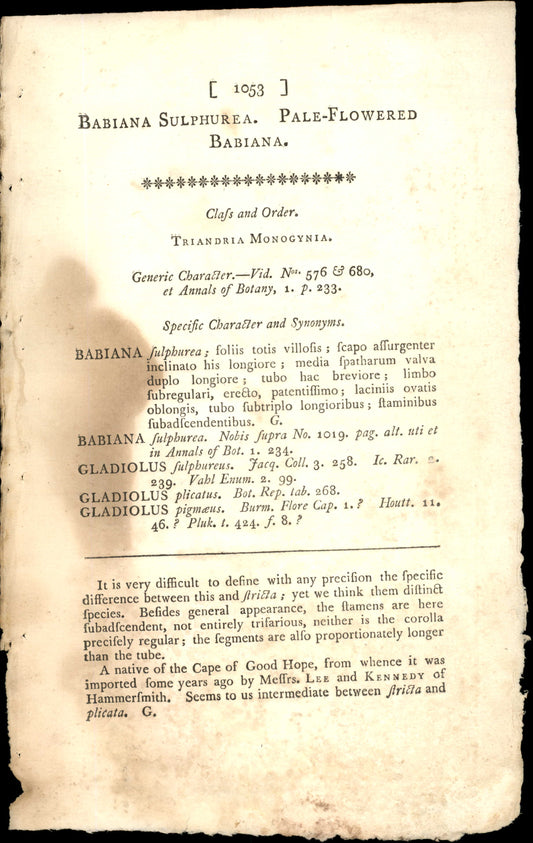 [ 1053 ]
BABIANA SULPHUREA. PALE-FLOWERED
BABIANA.
*******************
Claſs and Order.
TRIANDRIA MONOGYNIA.
Generic Character.—Vid. Nos. 576 & 680,
et Annals of Botany, 1. p. 233.
Specific Character and Synonyms.
BABIANA ſulphurea; foliis totis villoſis; ſcapo aſſurgenter
inclinato his longiore; media ſpatharum valva
duplo longiore; tubo hac breviore; limbo
ſubregulari, erecto, patentiſſimo; laciniis ovatis
oblongis, tubo ſubtriplo longioribus; ſtaminibus
ſubadſcendentibus. G.
BABIANA ſulphurea. Nobis ſupra No. 1019. pag. alt. uti et
in Annals of Bot. 1. 234.
GLADIOLUS ſulphureus. Jacq. Coll. 3. 258. Ic. Rar. 2.
239. Vahl Enum. 2. 99.
GLADIOLUS plicatus. Bot. Rep. tab. 268.
GLADIOLUS pigmæus. Burm. Flore Cap. 1. ? Houtt. 11.
46. ? Pluk. t. 424. f. 8. ?
It is very difficult to define with any preciſion the ſpecific
difference between this and ſtricta; yet we think them diſtinct
ſpecies. Beſides general appearance, the ſtamens are here
ſubadſcendent, not entirely trifarious, neither is the corolla
preciſely regular; the ſegments are alſo proportionately longer
than the tube.
A native of the Cape of Good Hope, from whence it was
imported ſome years ago by Meſſrs. LEE and KENNEDY of
Hammerſmith. Seems to us intermediate between ſtricta and
plicata. G.